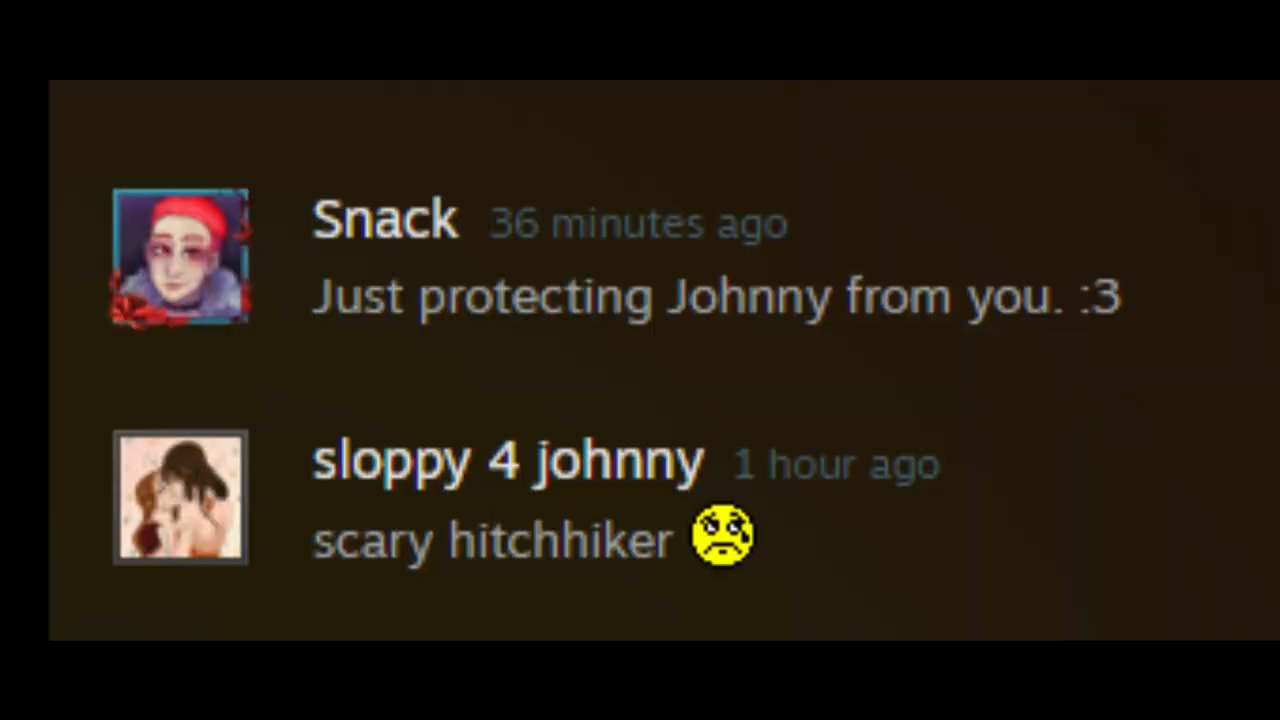 Snack 36 minutes ago
Just protecting Johnny from you. :3
sloppy 4 johnny 1 hour ago
scary hitchhiker